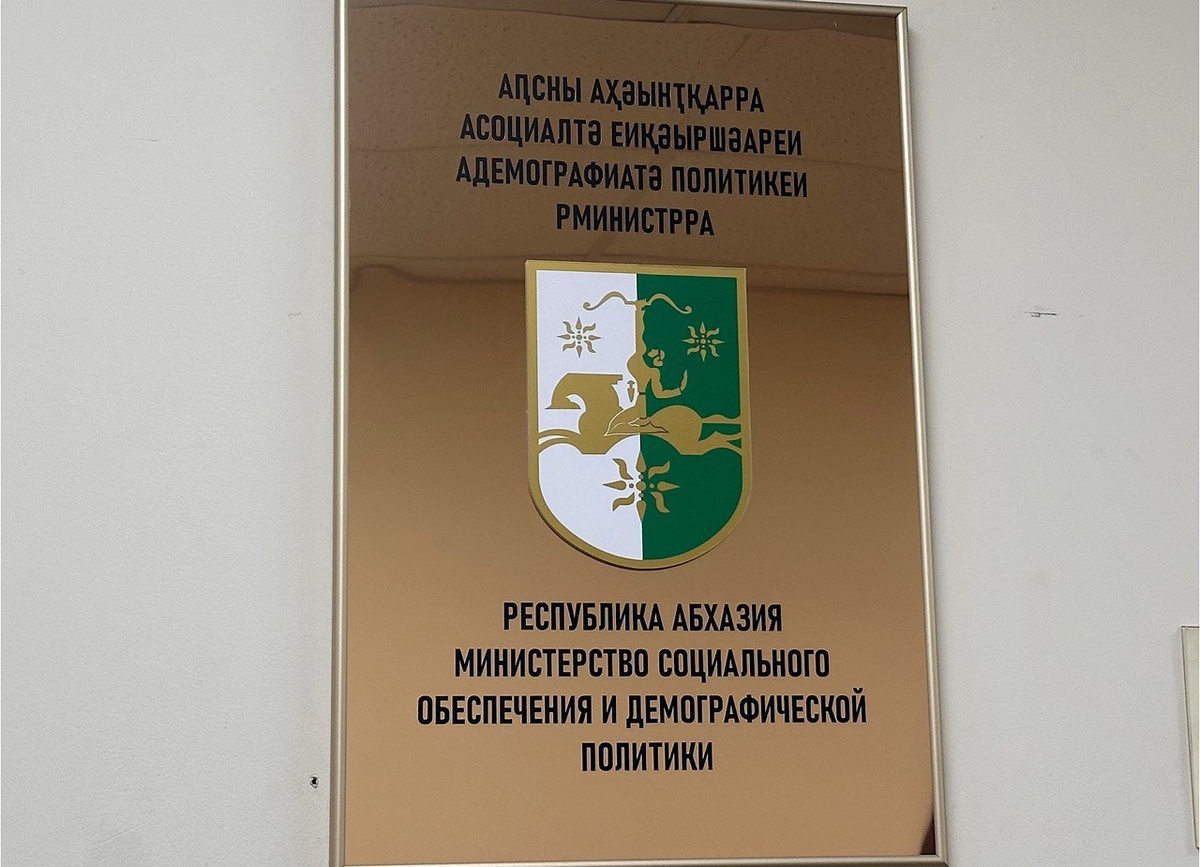 АԤСНЫ АҲӘЫНҬҚАРРА
АСОЦИАЛТӘ ЕИҚӘЫРШӘАРЕИ
АДЕМОГРАФИАТӘ ПОЛИТИКЕИ
РМИНИСТРРА
РЕСПУБЛИКА АБХАЗИЯ
МИНИСТЕРСТВО СОЦИАЛЬНОГО
ОБЕСПЕЧЕНИЯ И ДЕМОГРАФИЧЕСКОЙ
ПОЛИТИКИ